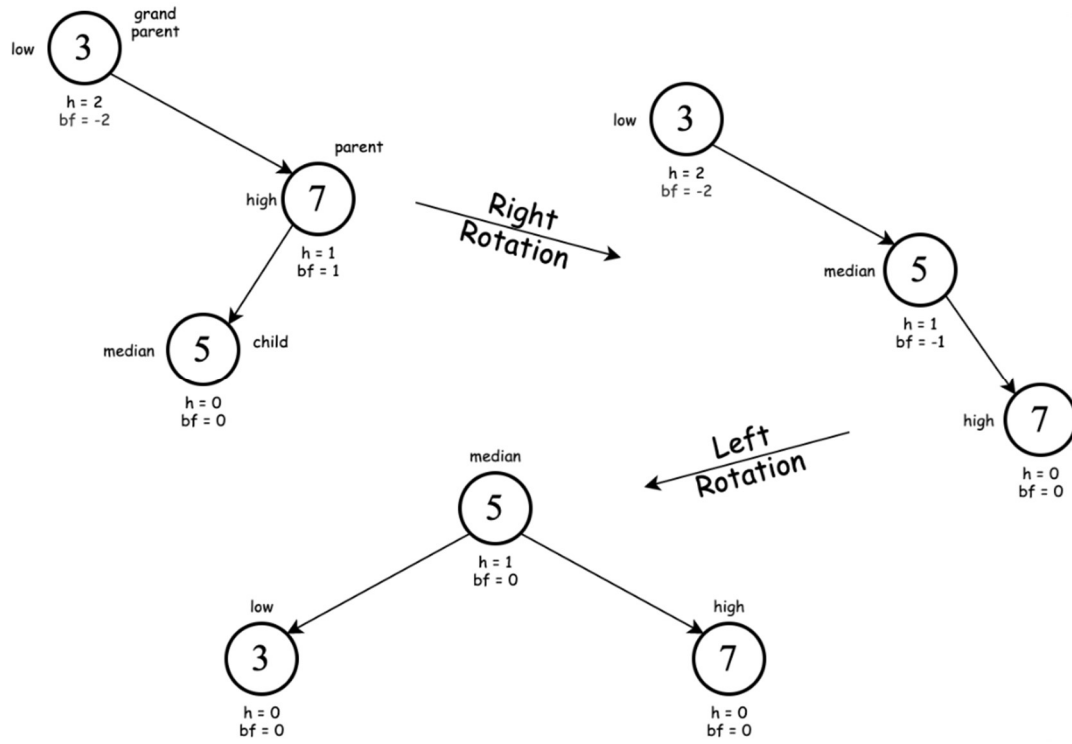 grand
parent
low
3
h = 2
bf = -2
parent
high
7
h = 1
bf = 1
median
5
child
h = 0
bf = 0
Right
Rotation
low
3
h = 2
bf = -2
median
5
h = 1
bf = -1
high
7
h = 0
bf = 0
Left
Rotation
median
5
h = 1
bf = 0
low
3
h = 0
bf = 0
high
7
h = 0
bf = 0